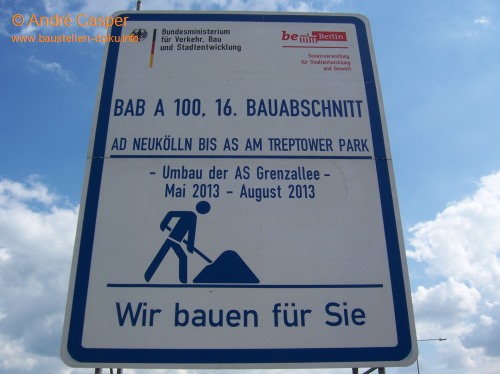 © André Casper
www.baustellen-doku.info
Bundesministerium
für Verkehr, Bau
und Stadtentwicklung
be Berlin
Senatsverwaltung
für Stadtentwicklung
und Umwelt
BAB A 100, 16. BAUABSCHNITT
AD NEUKÖLLN BIS AS AM TREPTOWER PARK
- Umbau der AS Grenzallee -
Mai 2013 - August 2013
Wir bauen für Sie